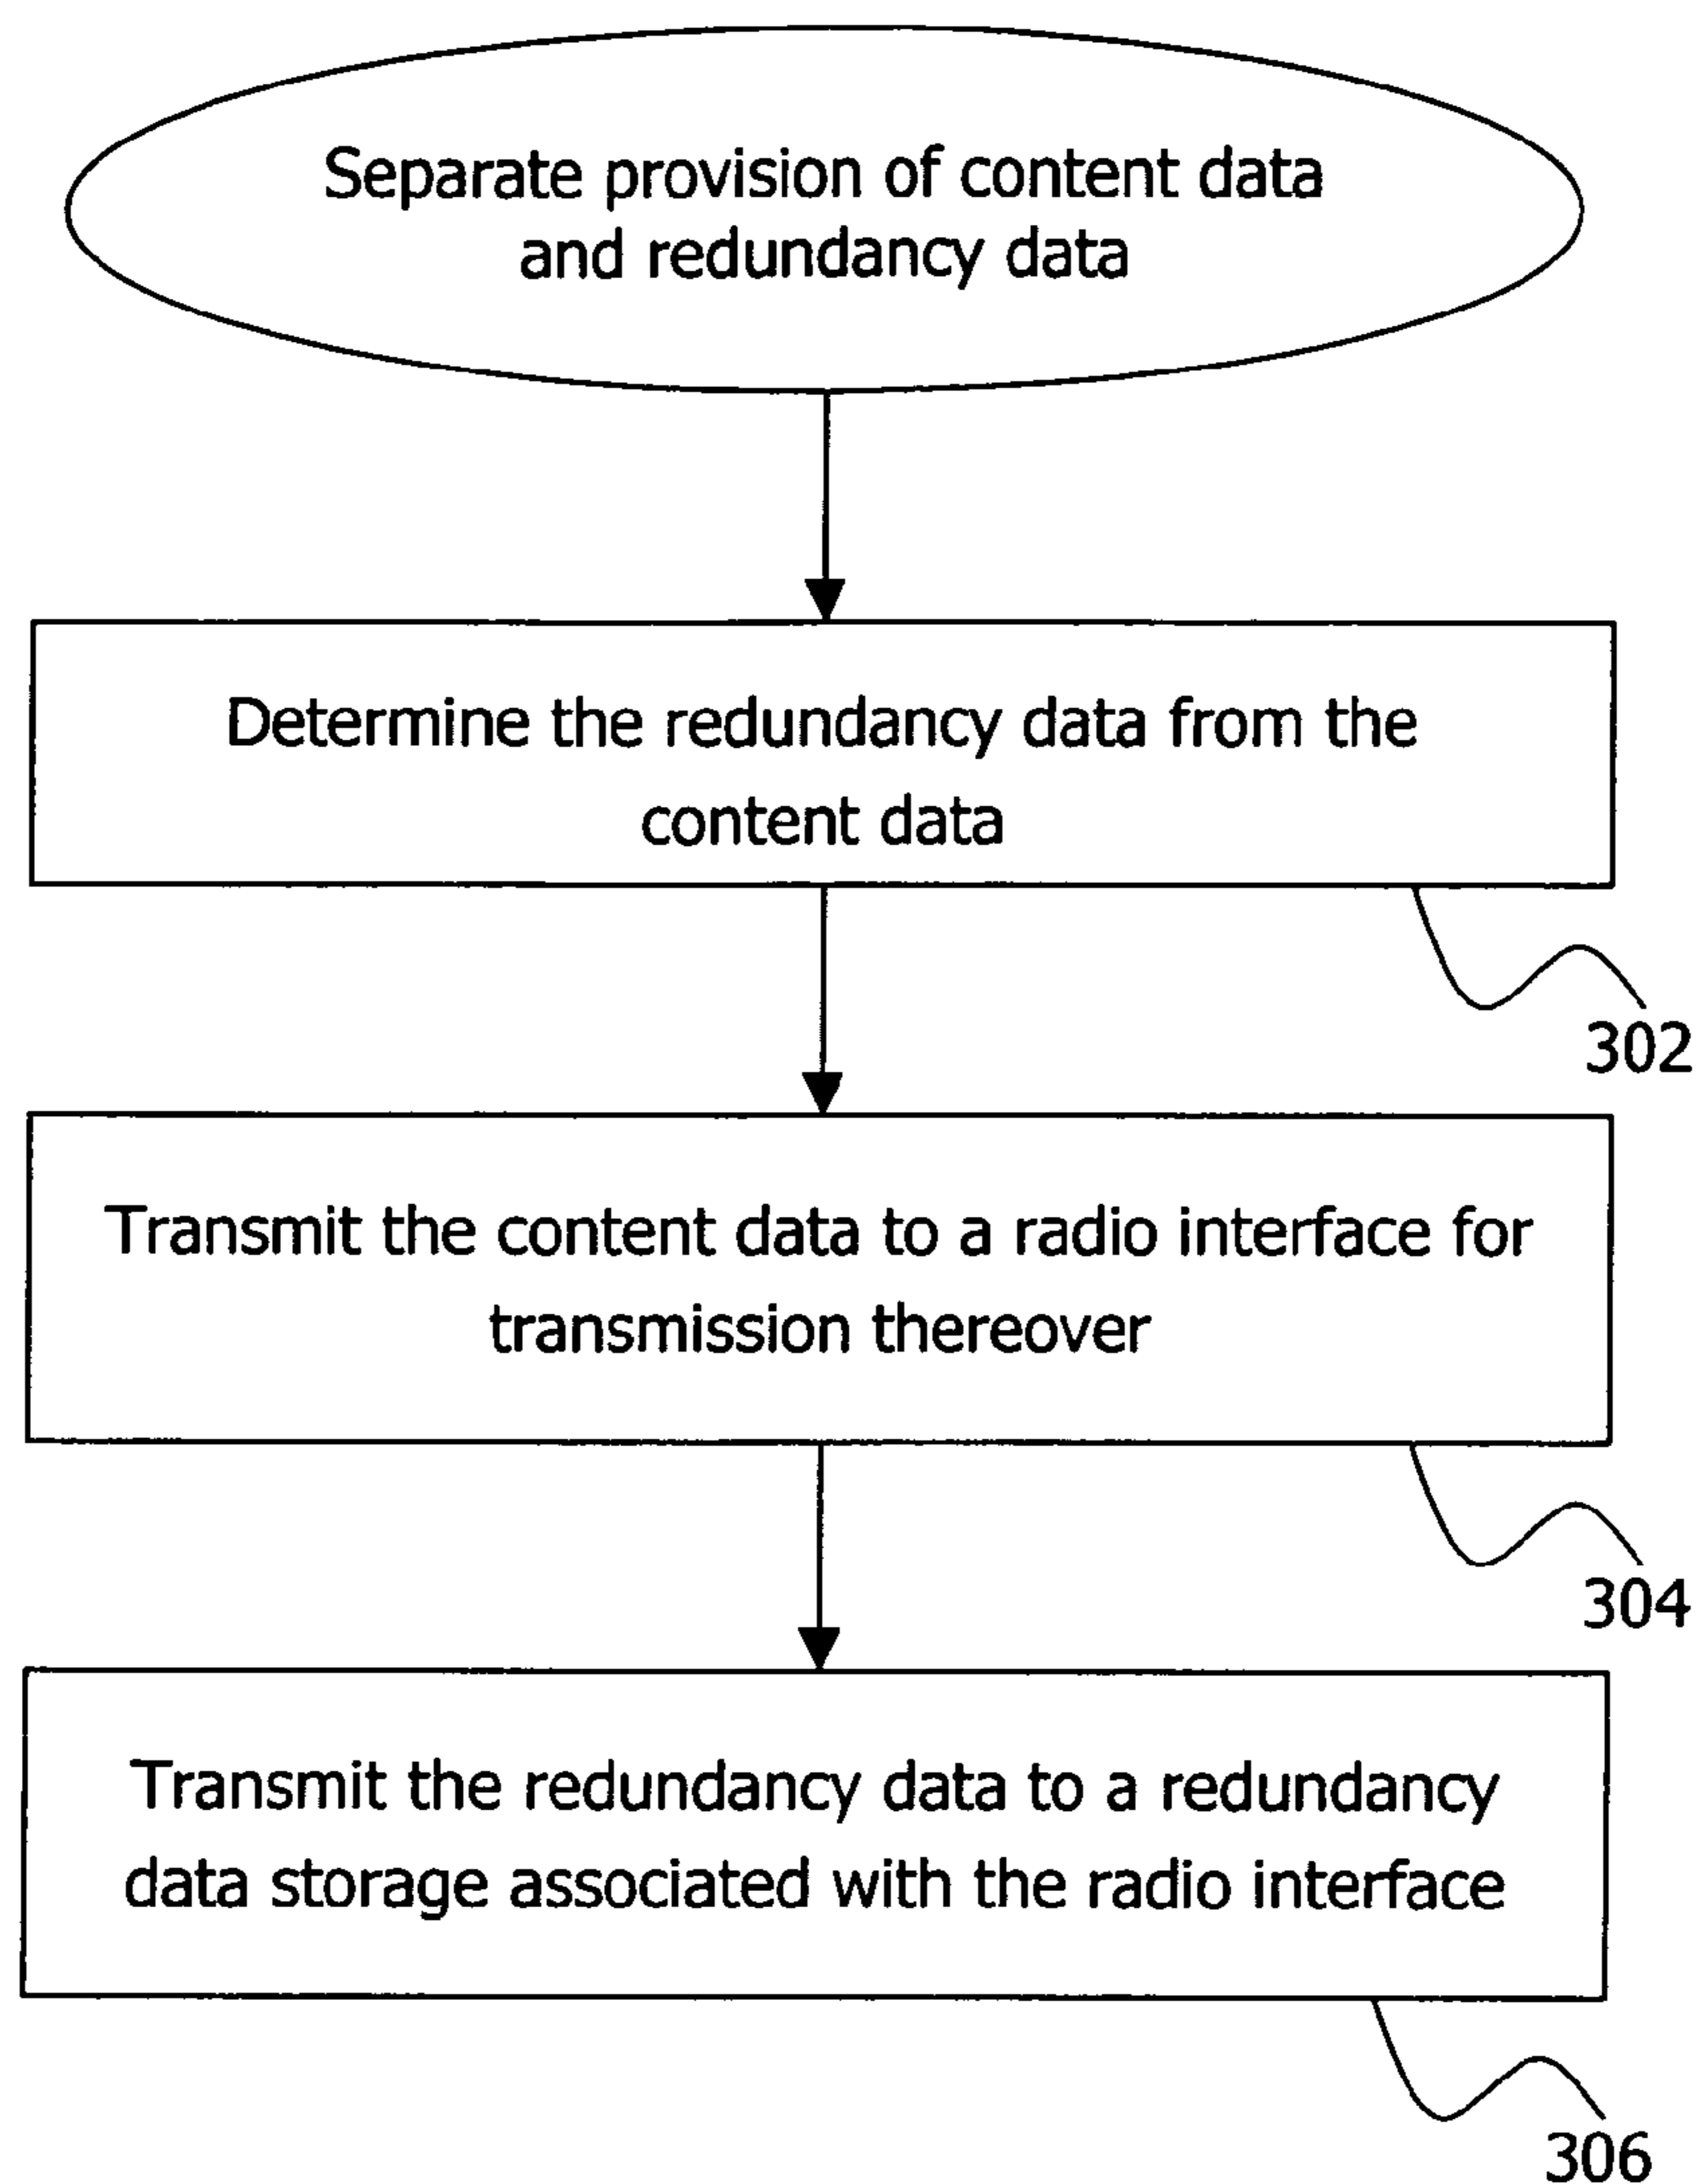 Separate provision of content data
and redundancy data
Determine the redundancy data from the
content data
302
Transmit the content data to a radio interface for
transmission thereover
304
Transmit the redundancy data to a redundancy
data storage associated with the radio interface
306